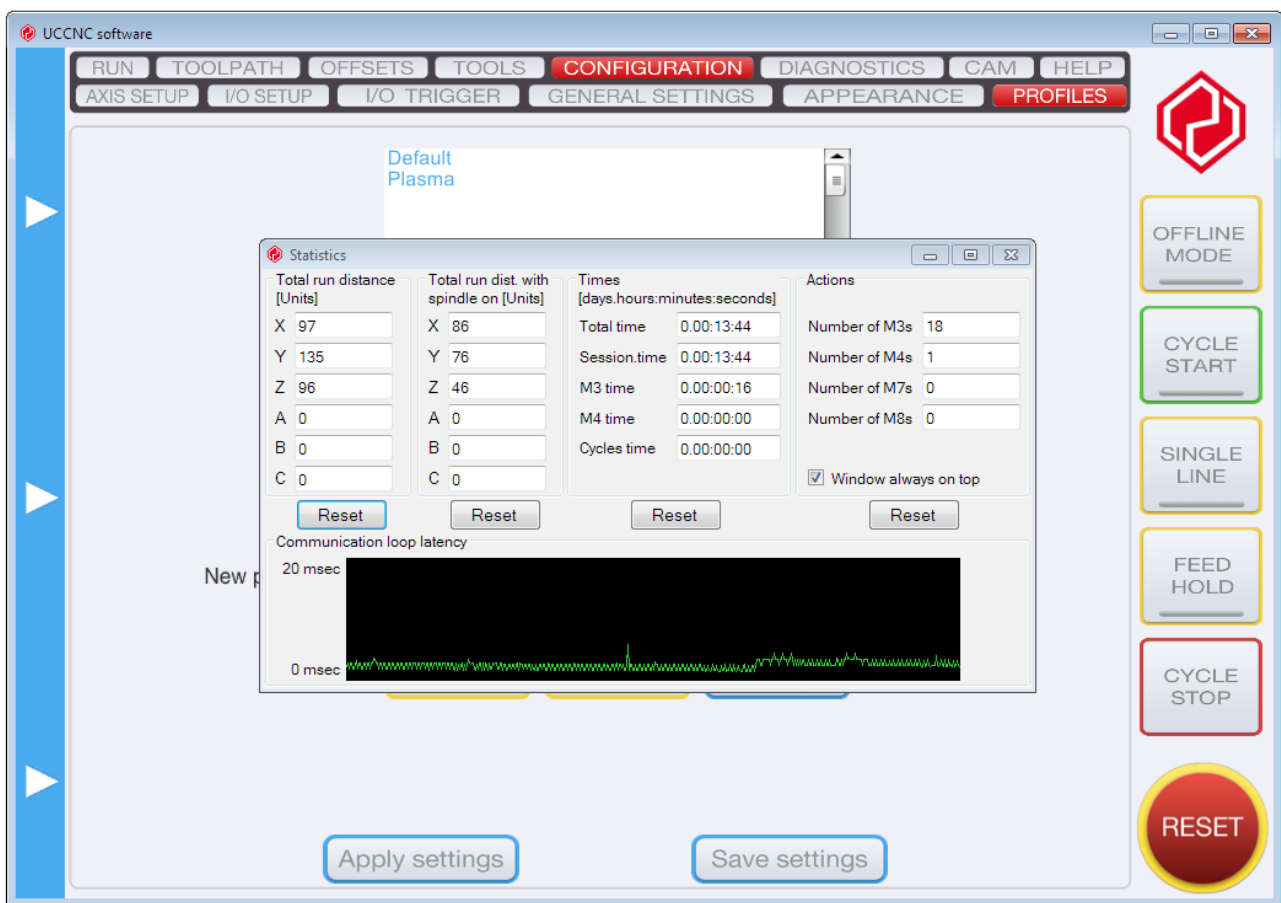 UCCNC software
RUN TOOLPATH OFFSETS TOOLS CONFIGURATION DIAGNOSTICS CAM HELP
AXIS SETUP I/O SETUP I/O TRIGGER GENERAL SETTINGS APPEARANCE PROFILES
Default
Plasma
Statistics
Total run distance
[Units]
X 97
Y 135
Z 96
A 0
B 0
C 0
Reset
Total run dist. with
spindle on [Units]
X 86
Y 76
Z 46
A 0
B 0
C 0
Reset
Times
[days.hours:minutes:seconds]
Total time 0.00:13:44
Session.time 0.00:13:44
M3 time 0.00:00:16
M4 time 0.00:00:00
Cycles time 0.00:00:00
Reset
Actions
Number of M3s 18
Number of M4s 1
Number of M7s 0
Number of M8s 0
Window always on top
Reset
Communication loop latency
20 msec
0 msec
New
Apply settings Save settings
OFFLINE
MODE
CYCLE
START
SINGLE
LINE
FEED
HOLD
CYCLE
STOP
RESET